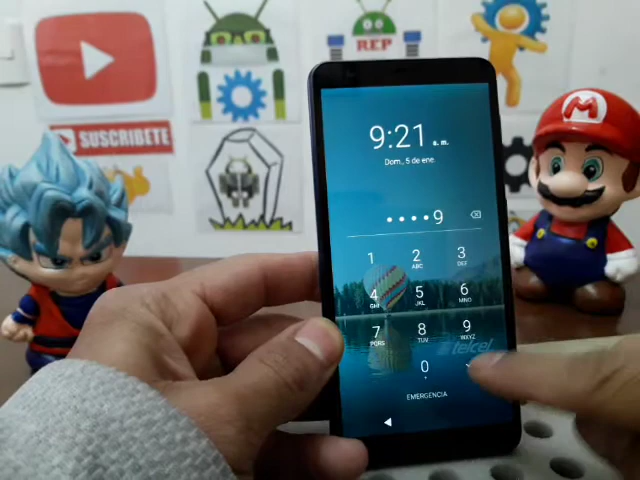 REP
SUSCRIBETE
M
9:21 a. m.
Dom., 5 de ene.
••••9
1 2 3
ABC DEF
4 5 6
GHI JKL MNO
7 8 9
PQRS TUV WXYZ
telcel
0
EMERGENCIA